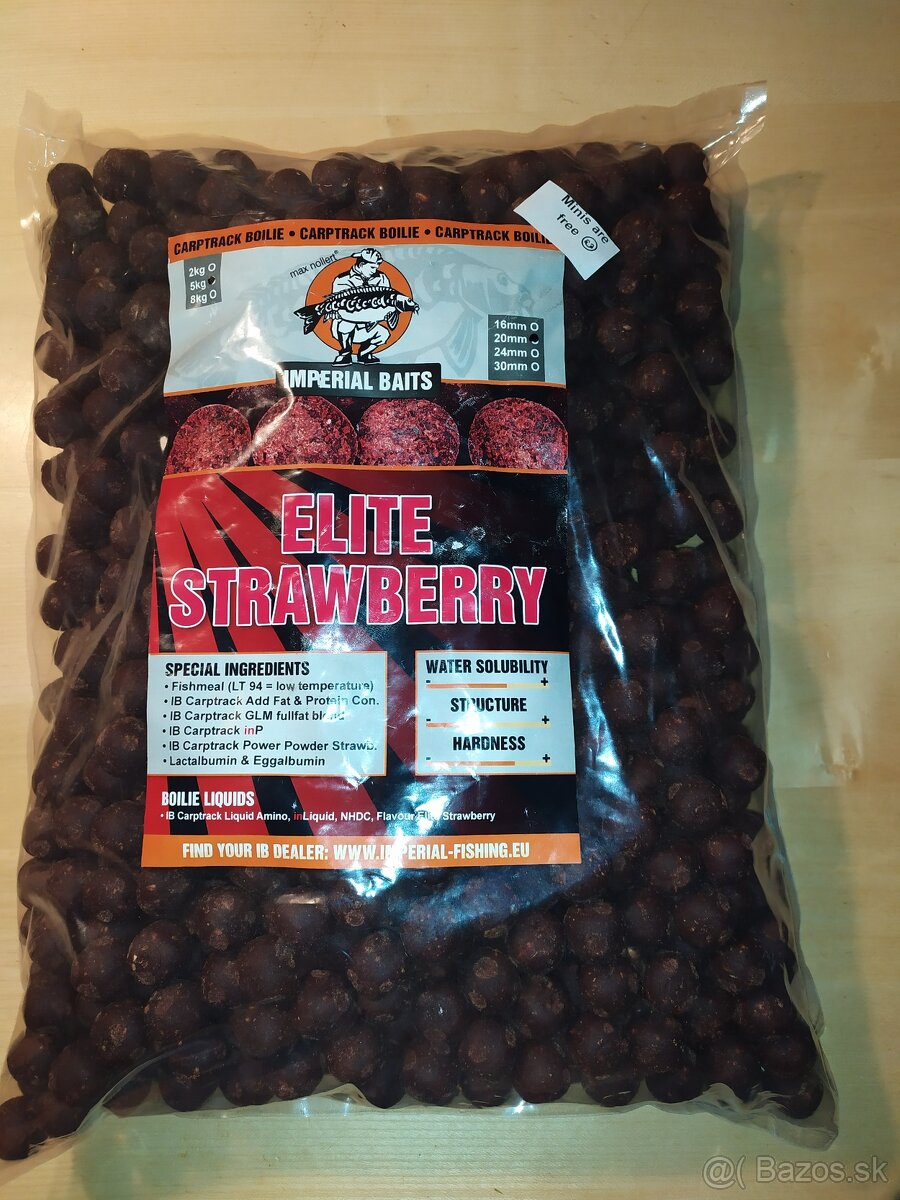 CARPTRACK BOILIE • CARPTRACK BOILIE • CARPTRACK BOILIE
Minis are
free
2kg
5kg
8kg
max nollert®
16mm
20mm
24mm
30mm
IMPERIAL BAITS
ELITE
STRAWBERRY
SPECIAL INGREDIENTS
• Fishmeal (LT 94 = low temperature)
• IB Carptrack Add Fat & Protein Con.
• IB Carptrack GLM fullfat blend
• IB Carptrack inP
• IB Carptrack Power Powder Strawb.
• Lactalbumin & Eggalbumin
WATER SOLUBILITY
- +
STRUCTURE
- +
HARDNESS
- +
BOILIE LIQUIDS
• IB Carptrack Liquid Amino, inLiquid, NHDC, Flavour Elite Strawberry
FIND YOUR IB DEALER: WWW.IMPERIAL-FISHING.EU
@( Bazos.sk